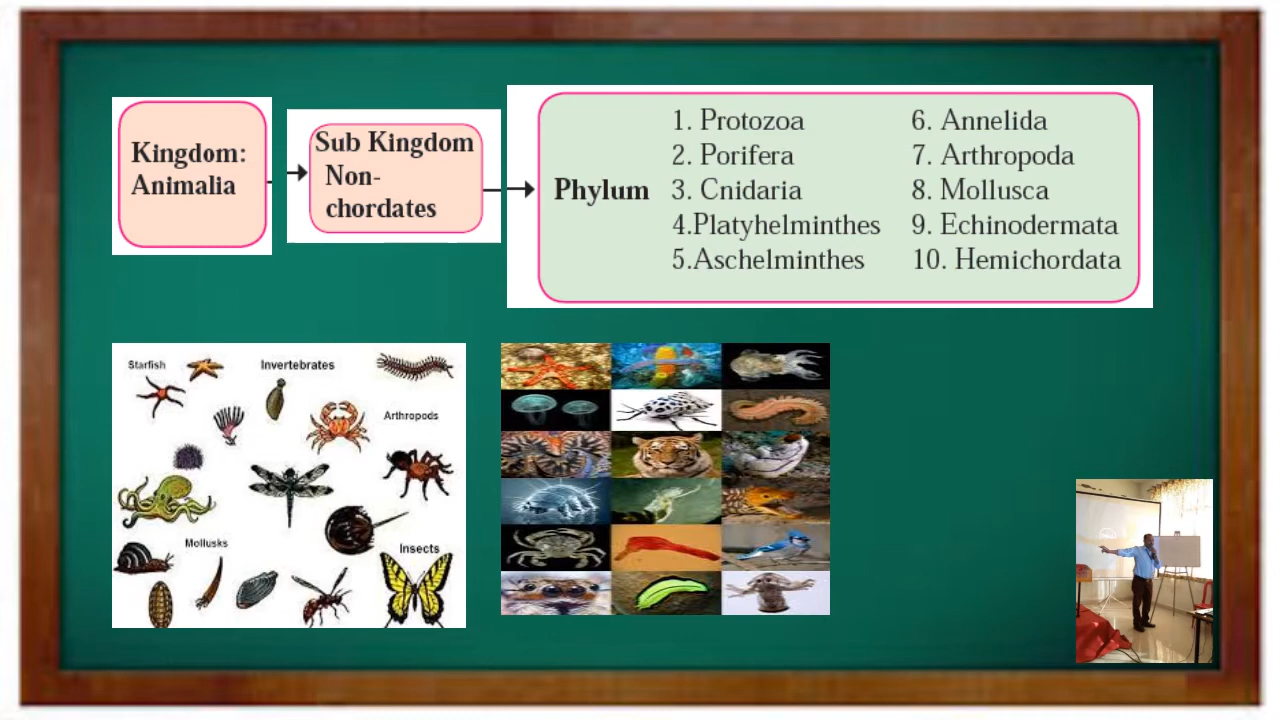 Kingdom:
Animalia
Sub Kingdom
Non-
chordates
Phylum
1. Protozoa
2. Porifera
3. Cnidaria
4.Platyhelminthes
5.Aschelminthes
6. Annelida
7. Arthropoda
8. Mollusca
9. Echinodermata
10. Hemichordata
Starfish
Invertebrates
Arthropods
Mollusks
Insects